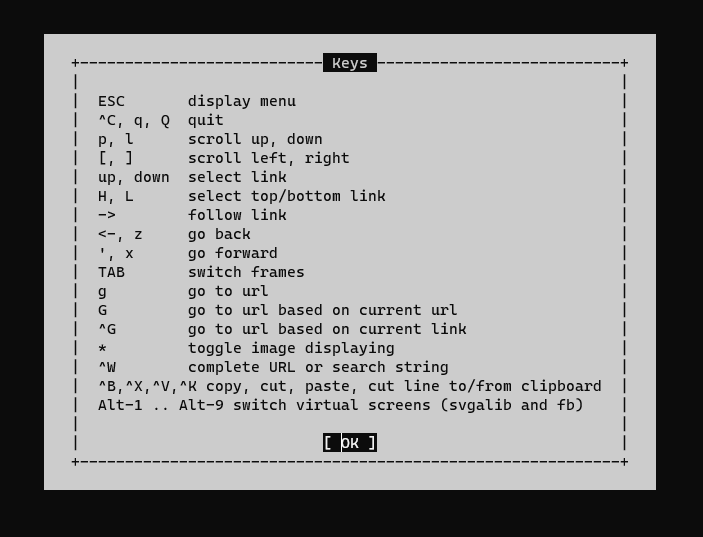 Keys
ESC display menu
^C, q, Q quit
p, l scroll up, down
[, ] scroll left, right
up, down select link
H, L select top/bottom link
-> follow link
<-, z go back
', x go forward
TAB switch frames
g go to url
G go to url based on current url
^G go to url based on current link
* toggle image displaying
^W complete URL or search string
^B,^X,^V,^K copy, cut, paste, cut line to/from clipboard
Alt-1 .. Alt-9 switch virtual screens (svgalib and fb)
[ OK ]